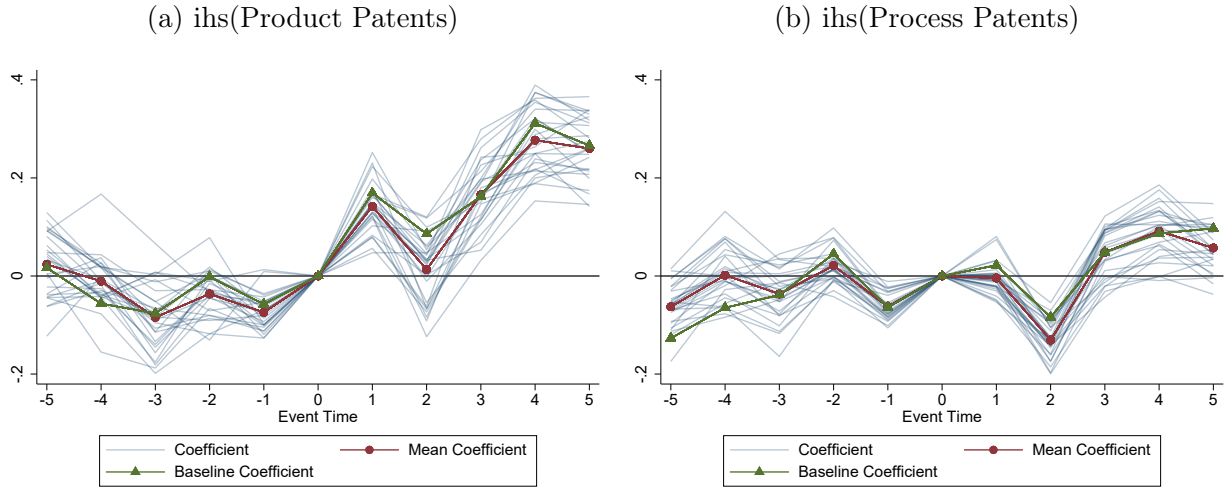 (a) ihs(Product Patents)
.4
.2
0
-.2
-5 -4 -3 -2 -1 0 1 2 3 4 5
Event Time
Coefficient Mean Coefficient
Baseline Coefficient
(b) ihs(Process Patents)
.4
.2
0
-.2
-5 -4 -3 -2 -1 0 1 2 3 4 5
Event Time
Coefficient Mean Coefficient
Baseline Coefficient